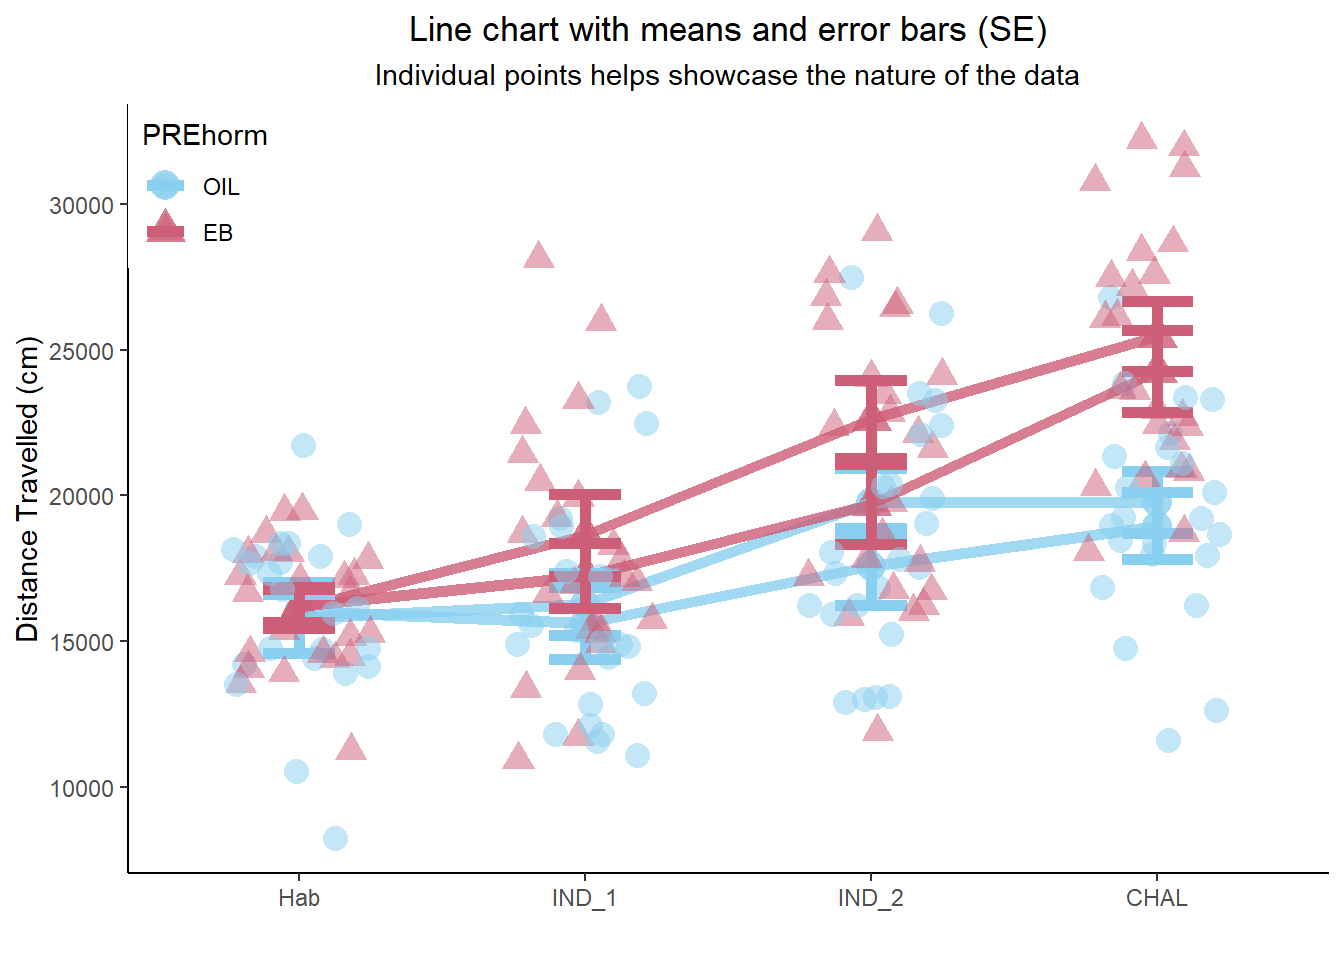 Line chart with means and error bars (SE)
Individual points helps showcase the nature of the data
PREhorm
OIL
EB
Distance Travelled (cm)
30000
25000
20000
15000
10000
Hab
IND_1
IND_2
CHAL